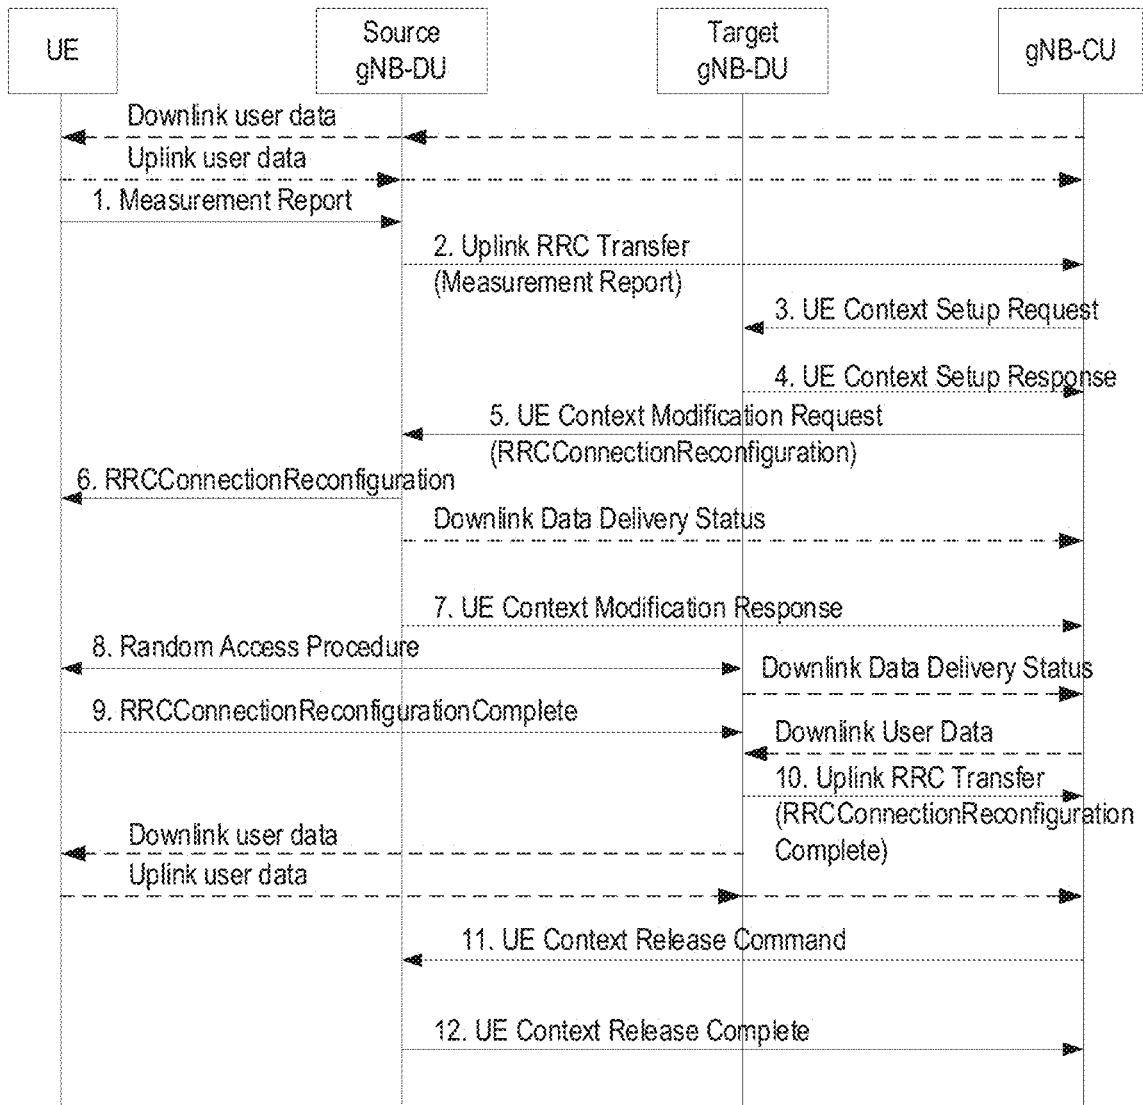 UE
Source
gNB-DU
Target
gNB-DU
gNB-CU
Downlink user data
Uplink user data
1. Measurement Report
2. Uplink RRC Transfer
(Measurement Report)
3. UE Context Setup Request
4. UE Context Setup Response
5. UE Context Modification Request
(RRCConnectionReconfiguration)
6. RRCConnectionReconfiguration
Downlink Data Delivery Status
7. UE Context Modification Response
8. Random Access Procedure
Downlink Data Delivery Status
9. RRCConnectionReconfigurationComplete
Downlink User Data
10. Uplink RRC Transfer
(RRCConnectionReconfiguration
Complete)
Downlink user data
Uplink user data
11. UE Context Release Command
12. UE Context Release Complete